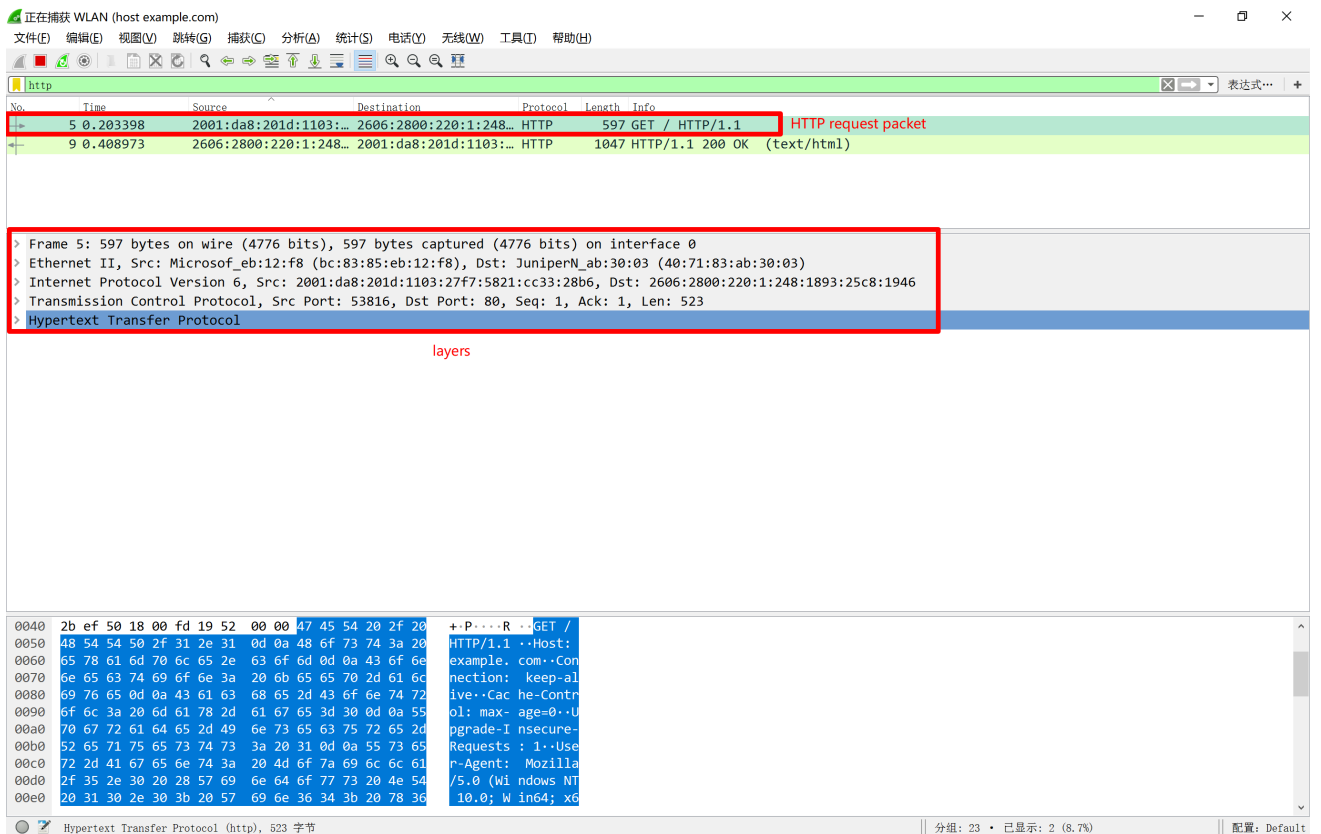 正在捕获 WLAN (host example.com)
文件(F) 编辑(E) 视图(V) 跳转(G) 捕获(C) 分析(A) 统计(S) 电话(Y) 无线(W) 工具(T) 帮助(H)
http 表达式… +
No. Time Source Destination Protocol Length Info
5 0.203398 2001:da8:201d:1103:… 2606:2800:220:1:248… HTTP 597 GET / HTTP/1.1 HTTP request packet
9 0.408973 2606:2800:220:1:248… 2001:da8:201d:1103:… HTTP 1047 HTTP/1.1 200 OK (text/html)
> Frame 5: 597 bytes on wire (4776 bits), 597 bytes captured (4776 bits) on interface 0
> Ethernet II, Src: Microsof_eb:12:f8 (bc:83:85:eb:12:f8), Dst: JuniperN_ab:30:03 (40:71:83:ab:30:03)
> Internet Protocol Version 6, Src: 2001:da8:201d:1103:27f7:5821:cc33:28b6, Dst: 2606:2800:220:1:248:1893:25c8:1946
> Transmission Control Protocol, Src Port: 53816, Dst Port: 80, Seq: 1, Ack: 1, Len: 523
> Hypertext Transfer Protocol
layers
0040 2b ef 50 18 00 fd 19 52 00 00 47 45 54 20 2f 20 +·P····R ··GET /
0050 48 54 54 50 2f 31 2e 31 0d 0a 48 6f 73 74 3a 20 HTTP/1.1 ··Host:
0060 65 78 61 6d 70 6c 65 2e 63 6f 6d 0d 0a 43 6f 6e example. com··Con
0070 6e 65 63 74 69 6f 6e 3a 20 6b 65 65 70 2d 61 6c nection: keep-al
0080 69 76 65 0d 0a 43 61 63 68 65 2d 43 6f 6e 74 72 ive··Cac he-Contr
0090 6f 6c 3a 20 6d 61 78 2d 61 67 65 3d 30 0d 0a 55 ol: max- age=0··U
00a0 70 67 72 61 64 65 2d 49 6e 73 65 63 75 72 65 2d pgrade-I nsecure-
00b0 52 65 71 75 65 73 74 73 3a 20 31 0d 0a 55 73 65 Requests : 1··Use
00c0 72 2d 41 67 65 6e 74 3a 20 4d 6f 7a 69 6c 6c 61 r-Agent: Mozilla
00d0 2f 35 2e 30 20 28 57 69 6e 64 6f 77 73 20 4e 54 /5.0 (Wi ndows NT
00e0 20 31 30 2e 30 3b 20 57 69 6e 36 34 3b 20 78 36 10.0; W in64; x6
Hypertext Transfer Protocol (http), 523 字节 分组: 23 · 已显示: 2 (8.7%) 配置: Default